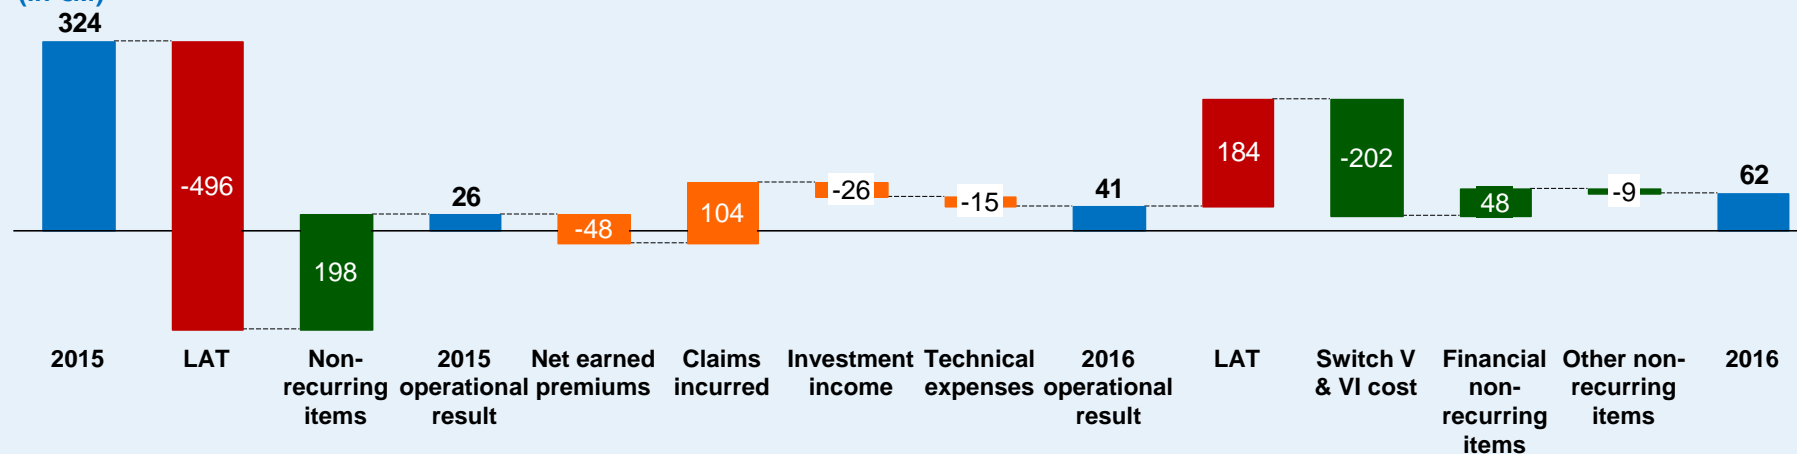 324
-496
198
26
-48
104
-26
-15
41
184
-202
48
-9
62
2015
LAT
Non-
recurring
items
2015
operational
result
Net earned
premiums
Claims
incurred
Investment
income
Technical
expenses
2016
operational
result
LAT
Switch V
& VI cost
Financial
non-
recurring
items
Other non-
recurring
items
2016